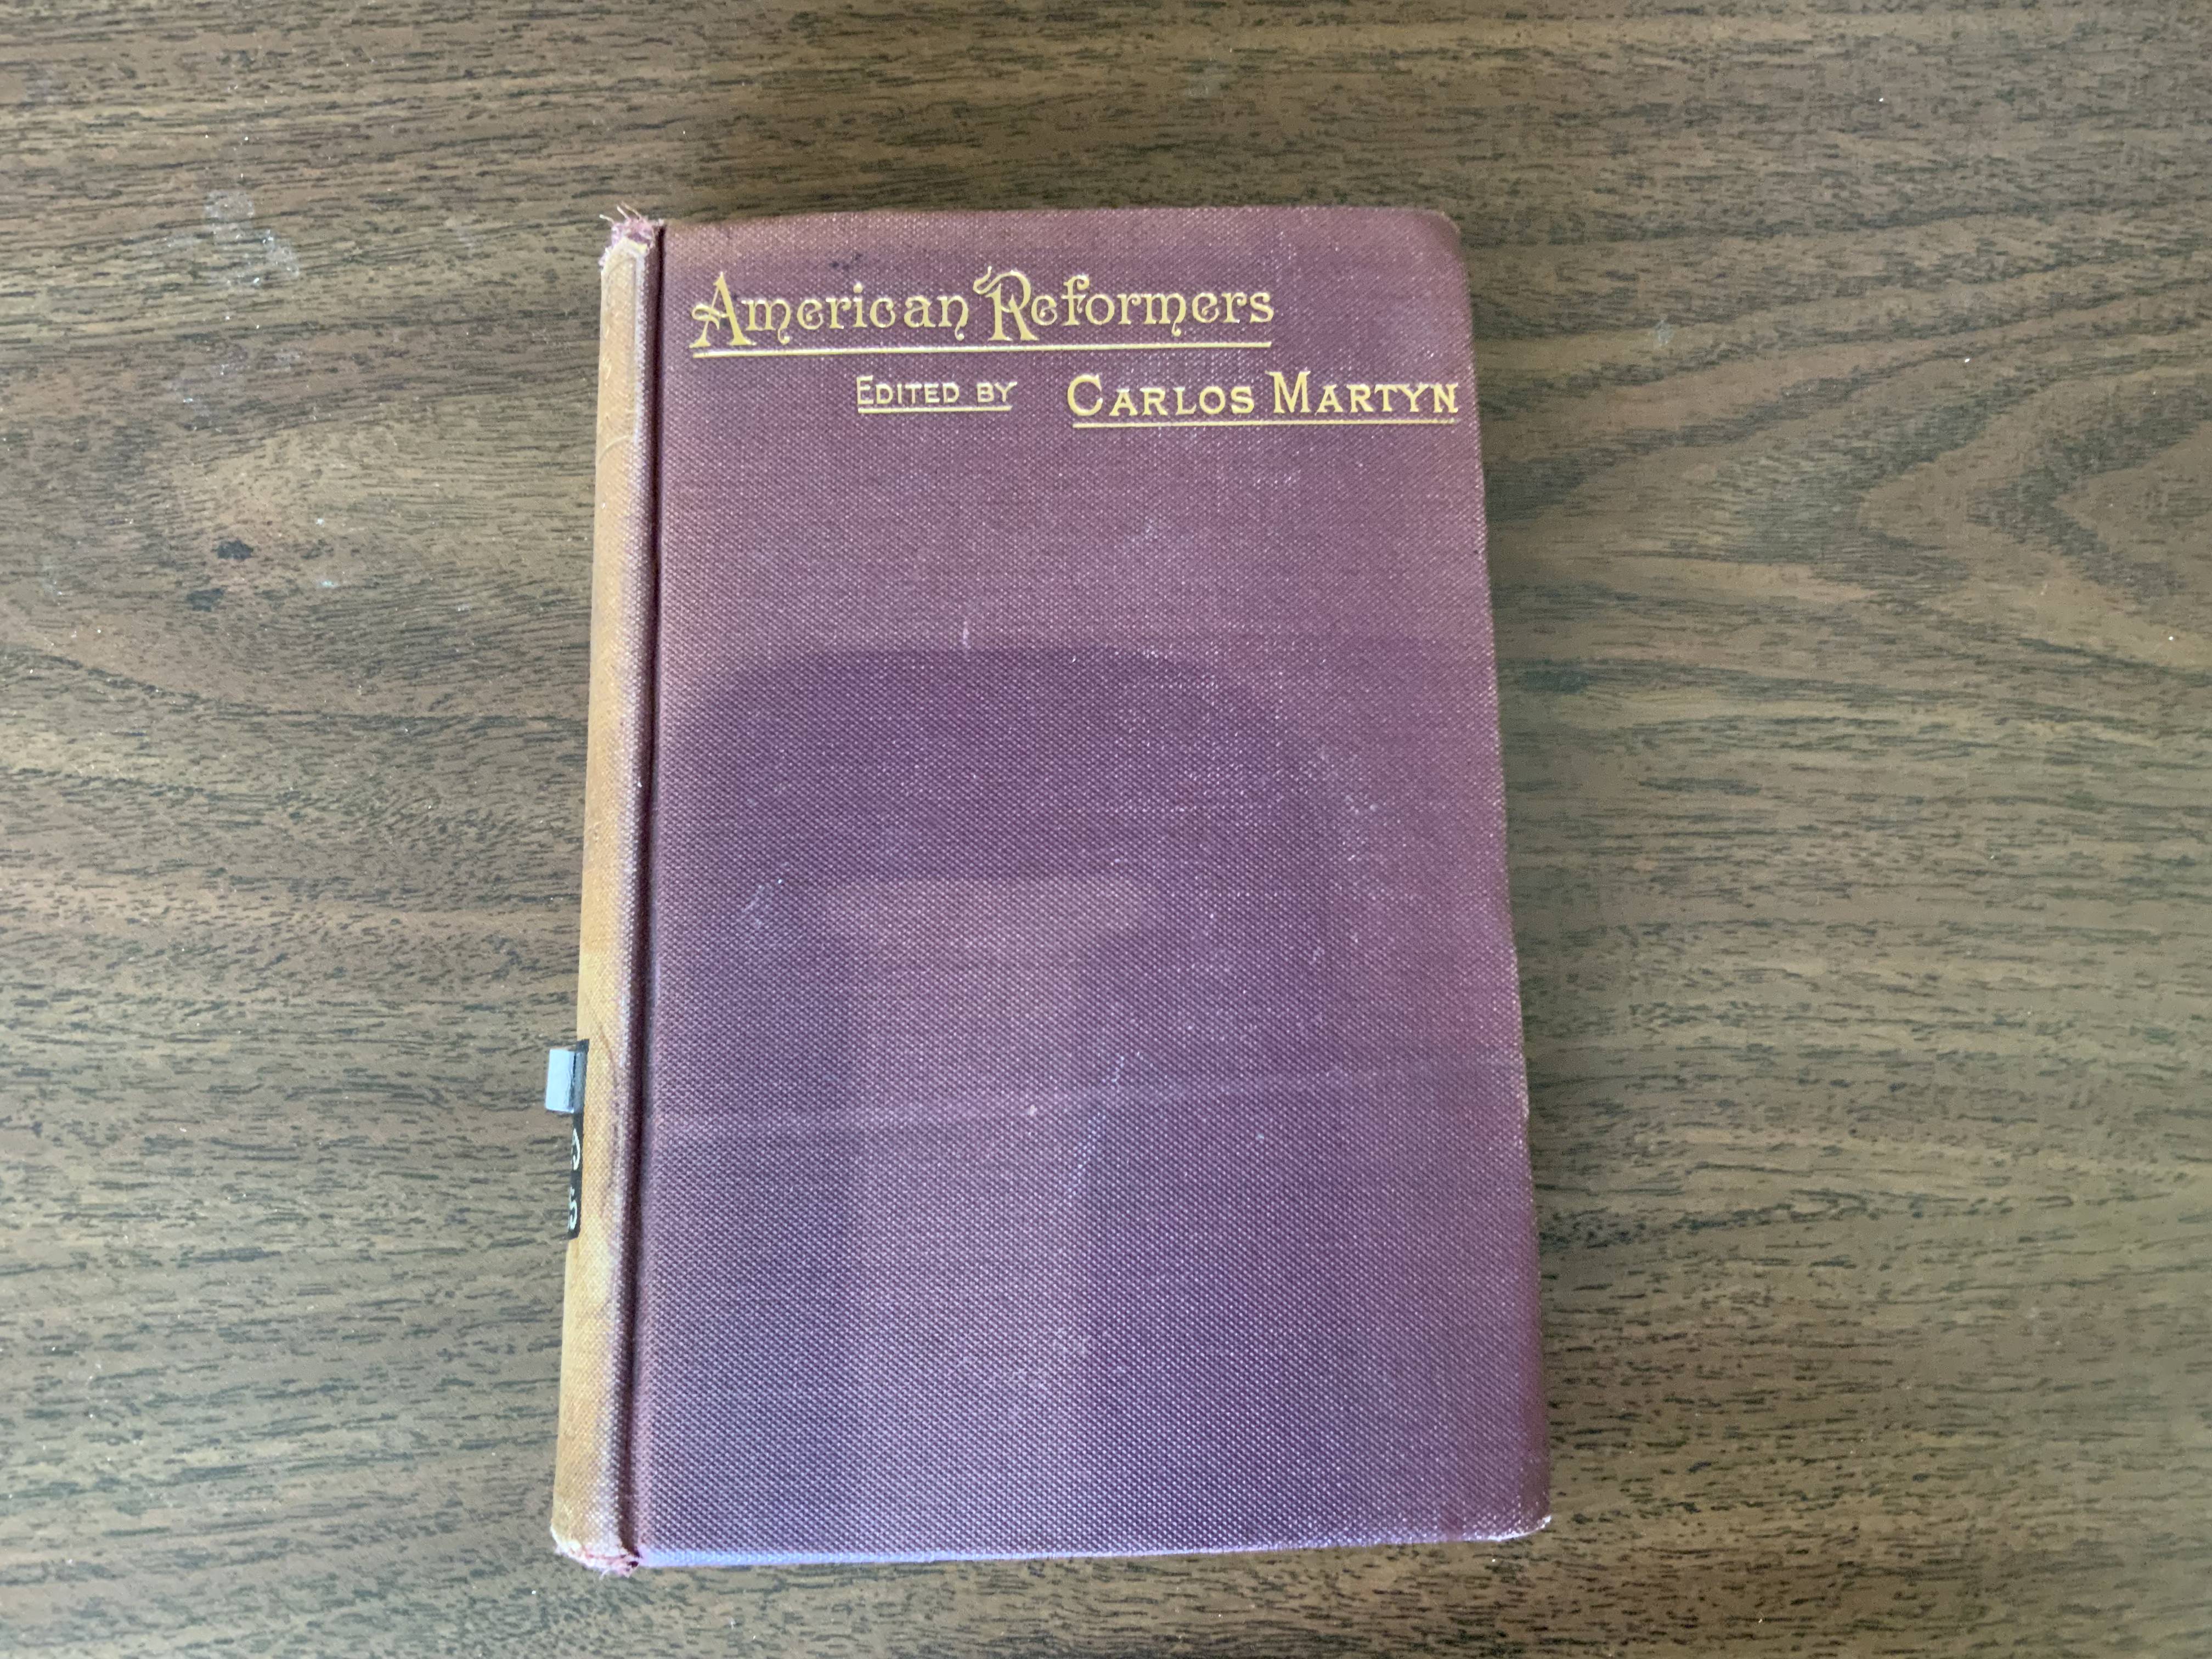 American Reformers
EDITED BY CARLOS MARTYN